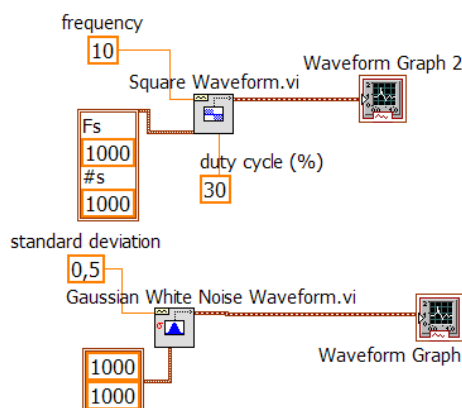 frequency
10
Waveform Graph 2
Square Waveform.vi
Fs
1000
#s
1000
duty cycle (%)
30
standard deviation
0,5
Gaussian White Noise Waveform.vi
σ
Waveform Graph
1000
1000